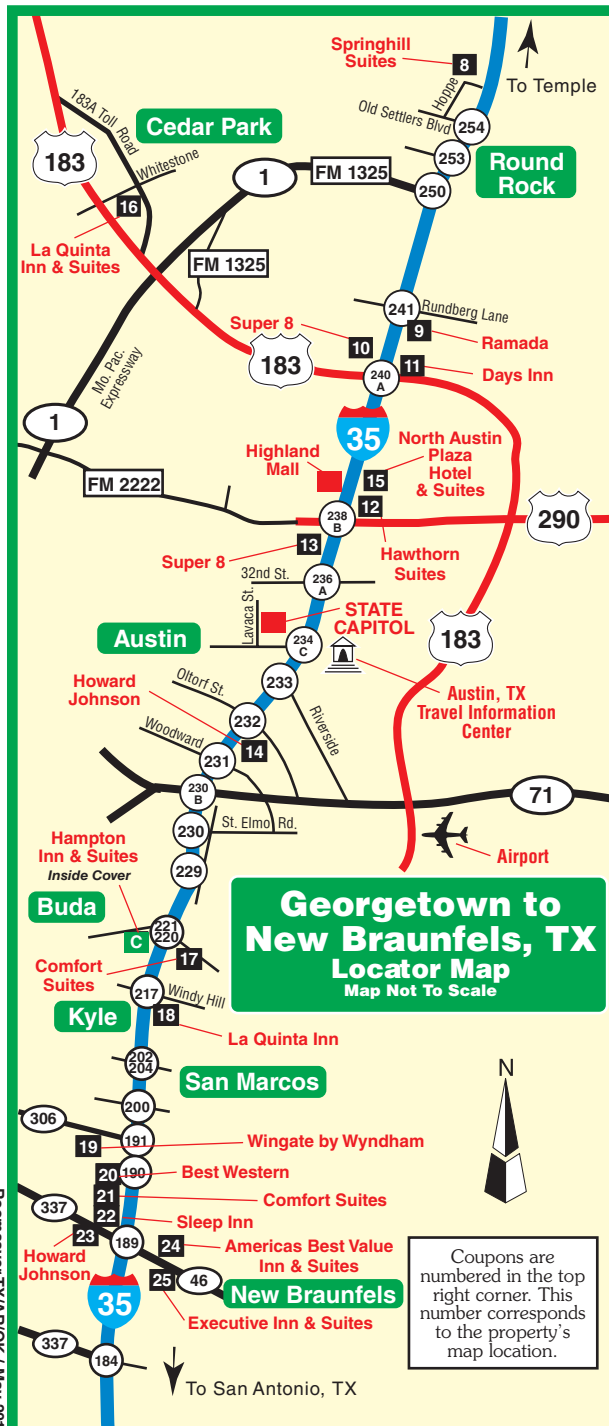 Springhill
Suites
8
To Temple
Hoppe
Old Settlers Blvd
254
183A Toll Road
Cedar Park
253
Round
Rock
183
Whitestone
1
FM 1325
250
16
La Quinta
Inn & Suites
FM 1325
241
Rundberg Lane
9
Ramada
Super 8
10
183
11
Days Inn
240
A
Mo. Pac.
Expressway
1
35
Highland
Mall
North Austin
Plaza
Hotel
& Suites
15
FM 2222
12
238
B
290
13
Super 8
Hawthorn
Suites
32nd St.
236
A
Lavaca St.
STATE
CAPITOL
Austin
234
C
183
Howard
Johnson
Oltorf St.
233
Austin, TX
Travel Information
Center
Riverside
232
Woodward
14
231
230
B
71
Hampton
Inn & Suites
Inside Cover
230
St. Elmo Rd.
Airport
229
Buda
Georgetown to
New Braunfels, TX
Locator Map
Map Not To Scale
221
220
C
17
Comfort
Suites
217
Windy Hill
Kyle
18
La Quinta Inn
202
204
San Marcos
N
200
306
191
19
Wingate by Wyndham
20
190
Best Western
21
Comfort Suites
337
22
Sleep Inn
23
189
24
Americas Best Value
Inn & Suites
Howard
Johnson
25
46
New Braunfels
35
Executive Inn & Suites
Coupons are
numbered in the top
right corner. This
number corresponds
to the property's
map location.
337
184
To San Antonio, TX